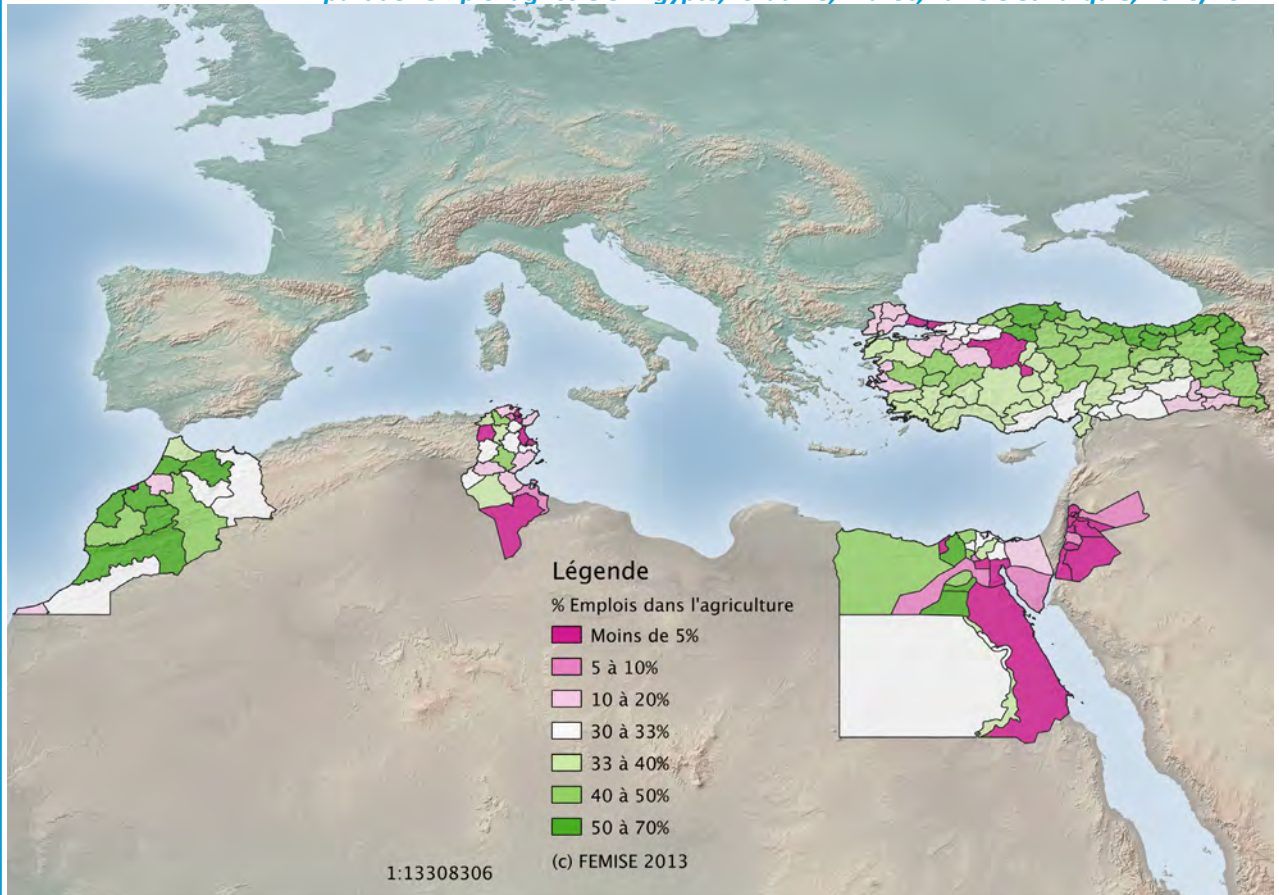 Légende
% Emplois dans l'agriculture
Moins de 5%
5 à 10%
10 à 20%
30 à 33%
33 à 40%
40 à 50%
50 à 70%
(c) FEMISE 2013
1:13308306